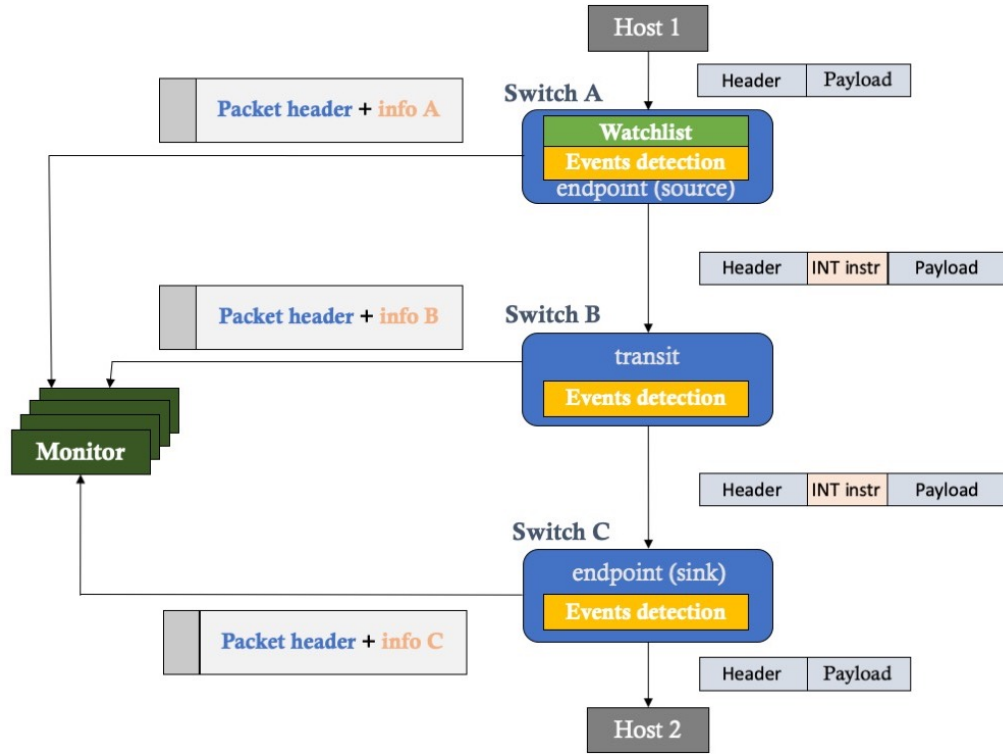 Host 1
Header Payload
Switch A
Packet header + info A
Watchlist
Events detection
endpoint (source)
Header INT instr Payload
Packet header + info B
Switch B
transit
Events detection
Monitor
Header INT instr Payload
Switch C
endpoint (sink)
Events detection
Packet header + info C
Header Payload
Host 2